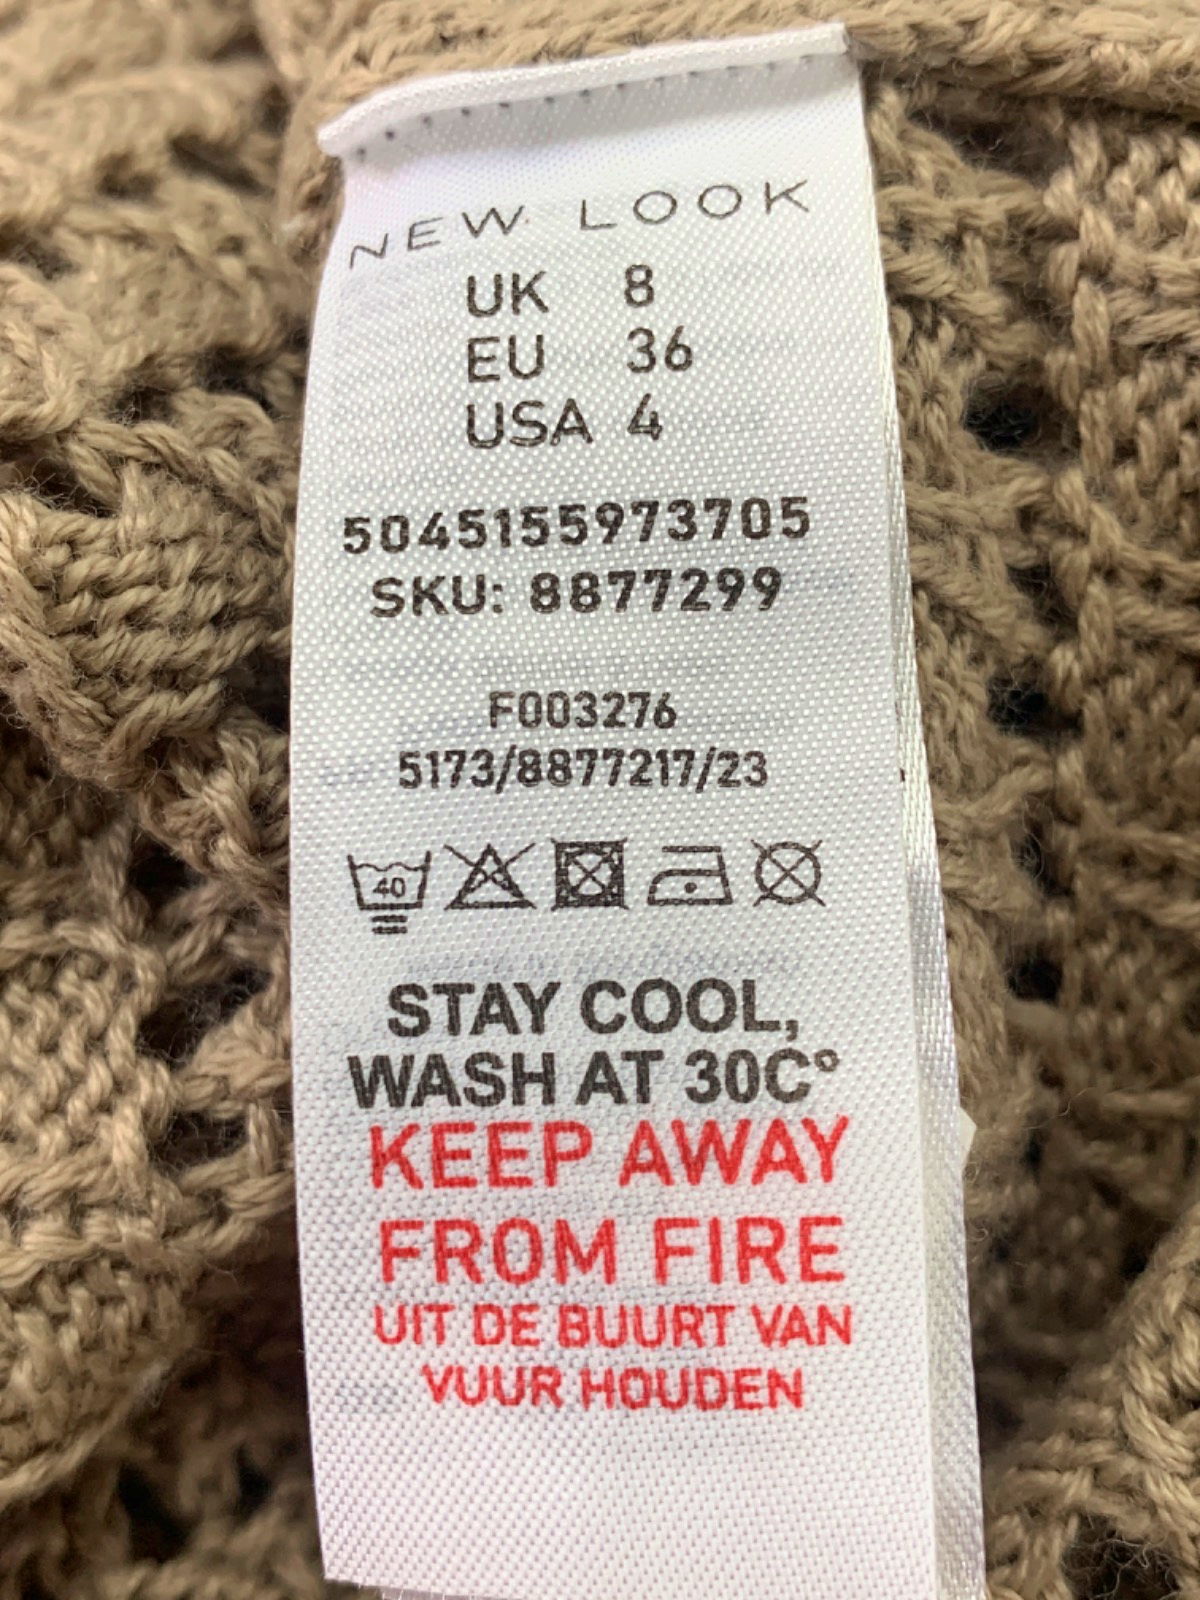 NEW LOOK
UK 8
EU 36
USA 4
5045155973705
SKU: 8877299
F003276
5173/8877217/23
40
STAY COOL,
WASH AT 30C°
KEEP AWAY
FROM FIRE
UIT DE BUURT VAN
VUUR HOUDEN